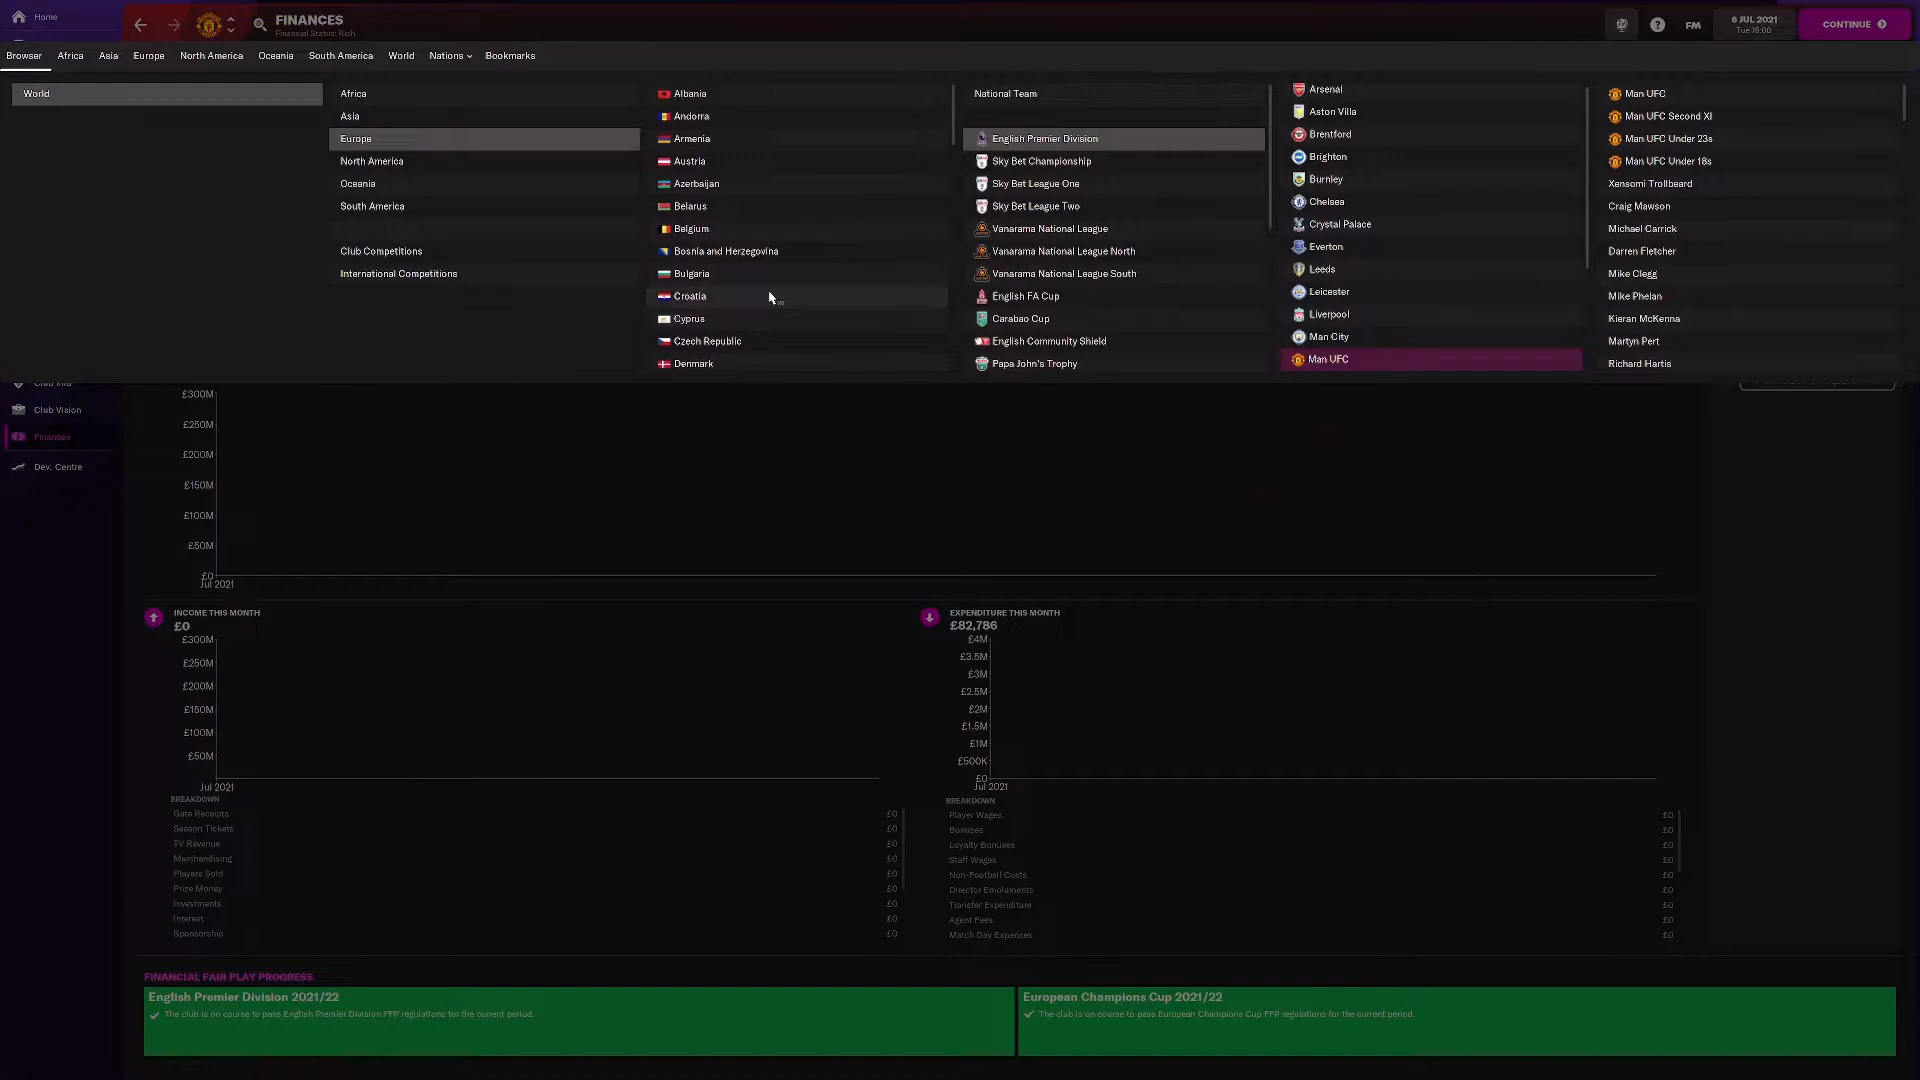 Home
FINANCES
Financial Status: Rich
6 JUL 2021
Tue 15:00
FM
CONTINUE
Browser Africa Asia Europe North America Oceania South America World Nations Bookmarks
World
Africa
Asia
Europe
North America
Oceania
South America
Club Competitions
International Competitions
Albania
Andorra
Armenia
Austria
Azerbaijan
Belarus
Belgium
Bosnia and Herzegovina
Bulgaria
Croatia
Cyprus
Czech Republic
Denmark
National Team
English Premier Division
Sky Bet Championship
Sky Bet League One
Sky Bet League Two
Vanarama National League
Vanarama National League North
Vanarama National League South
English FA Cup
Carabao Cup
English Community Shield
Papa John's Trophy
Arsenal
Aston Villa
Brentford
Brighton
Burnley
Chelsea
Crystal Palace
Everton
Leeds
Leicester
Liverpool
Man City
Man UFC
Man UFC
Man UFC Second XI
Man UFC Under 23s
Man UFC Under 18s
Xensomi Trollbeard
Craig Mawson
Michael Carrick
Darren Fletcher
Mike Clegg
Mike Phelan
Kieran McKenna
Martyn Pert
Richard Hartis
Club Info
Club Vision
Finances
Dev. Centre
£300M
£250M
£200M
£150M
£100M
£50M
£0
Jul 2021
INCOME THIS MONTH
£0
£300M
£250M
£200M
£150M
£100M
£50M
Jul 2021
BREAKDOWN
Gate Receipts £0
Season Tickets £0
TV Revenue £0
Merchandising £0
Players Sold £0
Prize Money £0
Investments £0
Interest £0
Sponsorship £0
EXPENDITURE THIS MONTH
£82,786
£4M
£3.5M
£3M
£2.5M
£2M
£1.5M
£1M
£500K
£0
Jul 2021
BREAKDOWN
Player Wages £0
Bonuses £0
Loyalty Bonuses £0
Staff Wages £0
Non-Football Costs £0
Director Emoluments £0
Transfer Expenditure £0
Agent Fees £0
Match Day Expenses £0
FINANCIAL FAIR PLAY PROGRESS
English Premier Division 2021/22
The club is on course to pass English Premier Division FFP regulations for the current period.
European Champions Cup 2021/22
The club is on course to pass European Champions Cup FFP regulations for the current period.